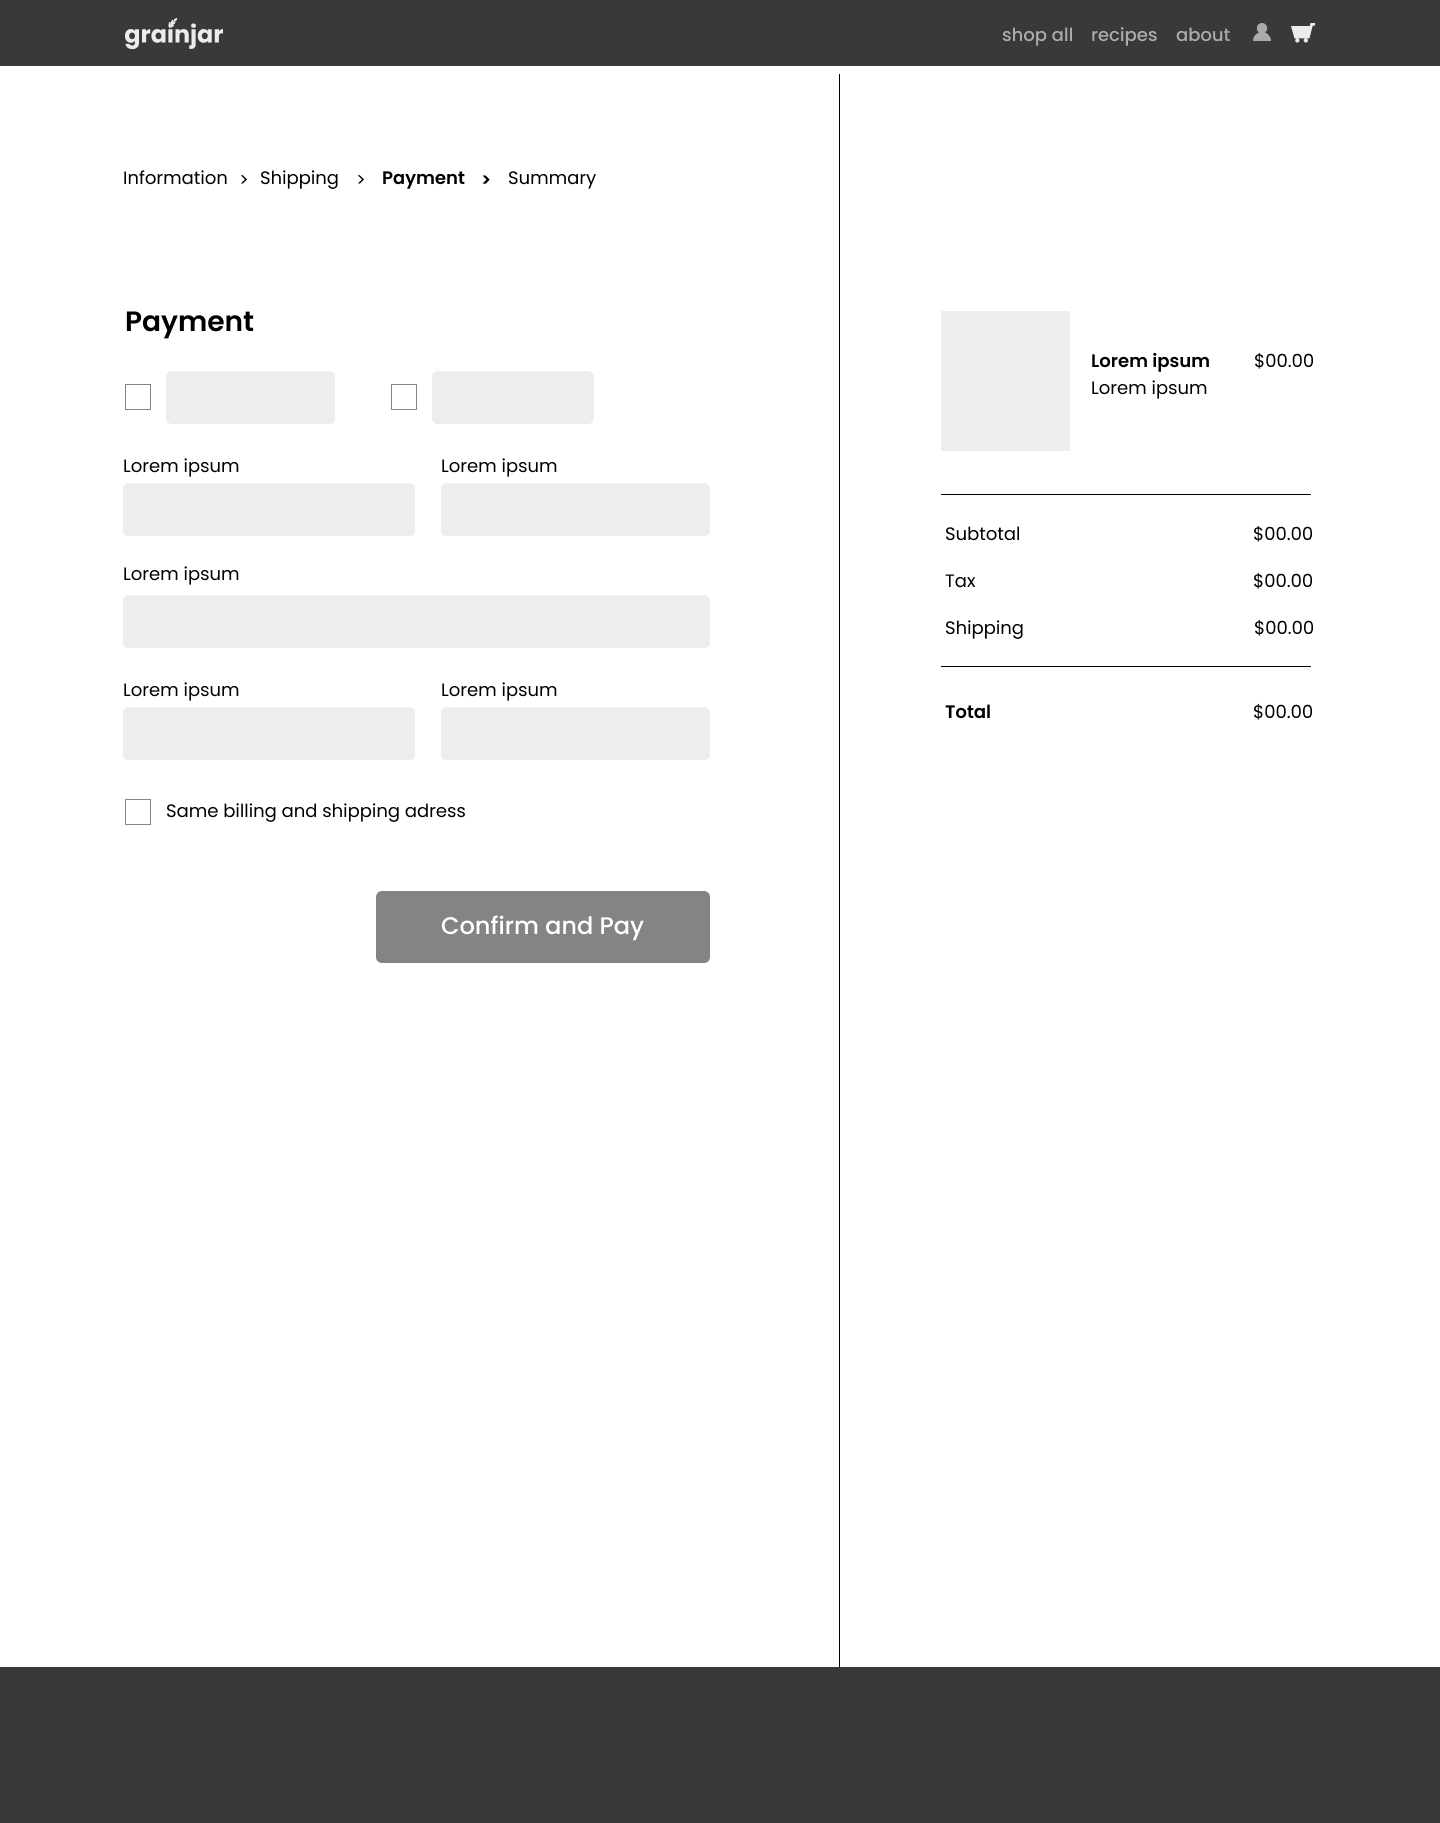 grainjar
shop all recipes about
Information > Shipping > Payment > Summary
Payment
Lorem ipsum Lorem ipsum
Lorem ipsum
Lorem ipsum Lorem ipsum
Same billing and shipping adress
Confirm and Pay
Lorem ipsum $00.00
Lorem ipsum
Subtotal $00.00
Tax $00.00
Shipping $00.00
Total $00.00